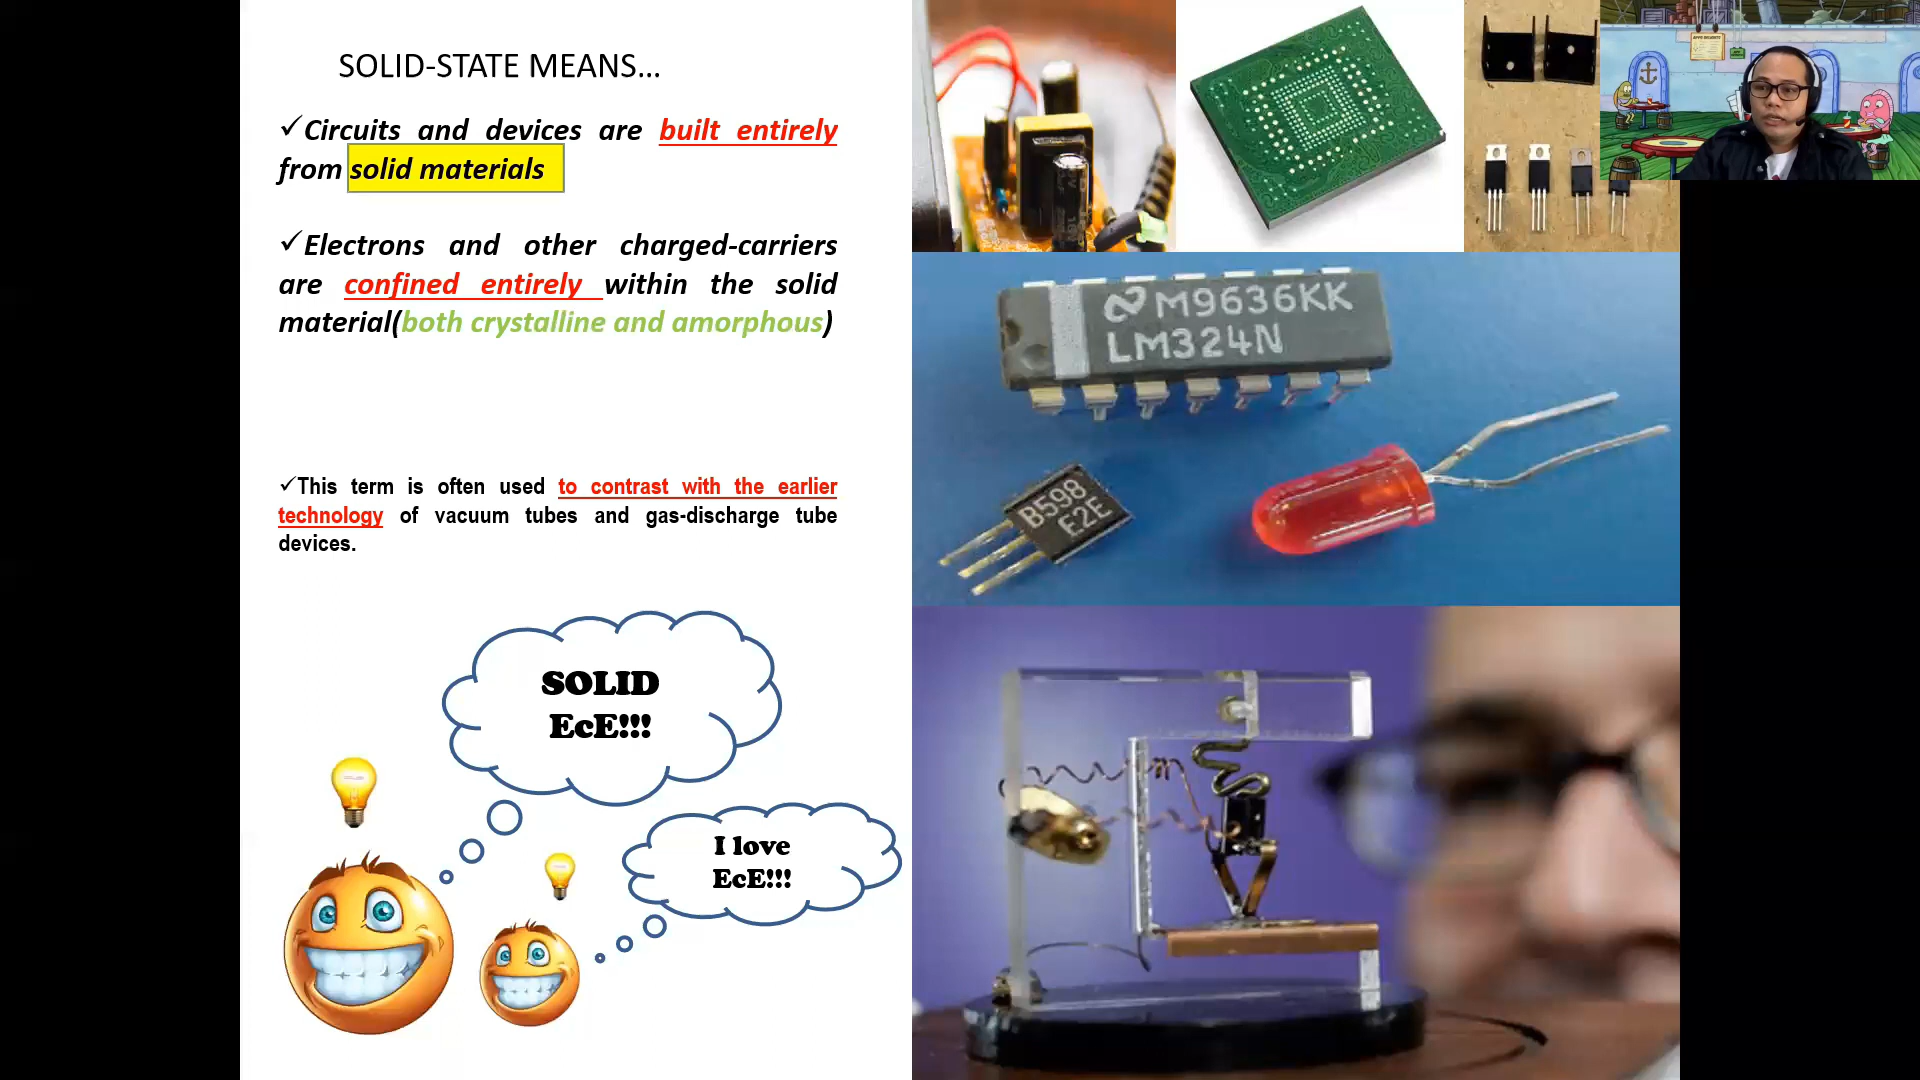 SOLID-STATE MEANS...
✓Circuits and devices are built entirely
from solid materials
✓Electrons and other charged-carriers
are confined entirely within the solid
material(both crystalline and amorphous)
✓This term is often used to contrast with the earlier
technology of vacuum tubes and gas-discharge tube
devices.
SOLID
EcE!!!
I love
EcE!!!
M9636KK
LM324N
B598
E2E